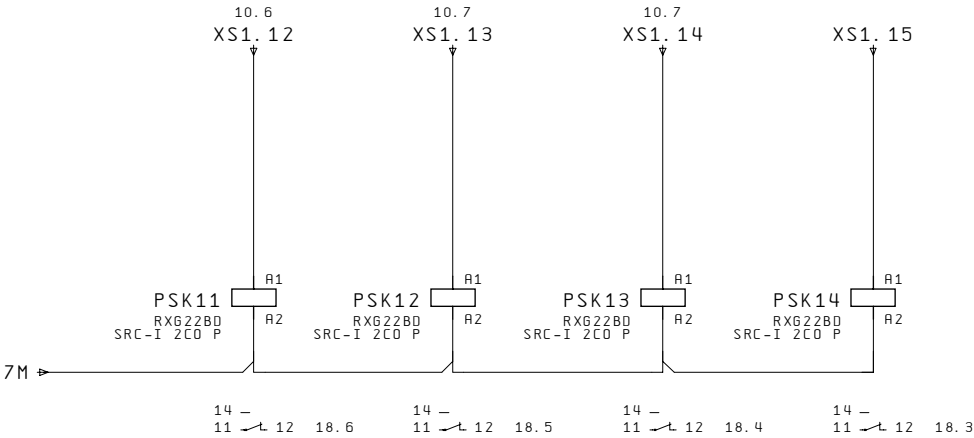 10.6 10.7 10.7
XS1.12 XS1.13 XS1.14 XS1.15
A1 A1 A1 A1
PSK11 PSK12 PSK13 PSK14
RXG22BD A2 RXG22BD A2 RXG22BD A2 RXG22BD A2
SRC-I 2CO P SRC-I 2CO P SRC-I 2CO P SRC-I 2CO P
7M
14 14 14 14
11 12 18.6 11 12 18.5 11 12 18.4 11 12 18.3